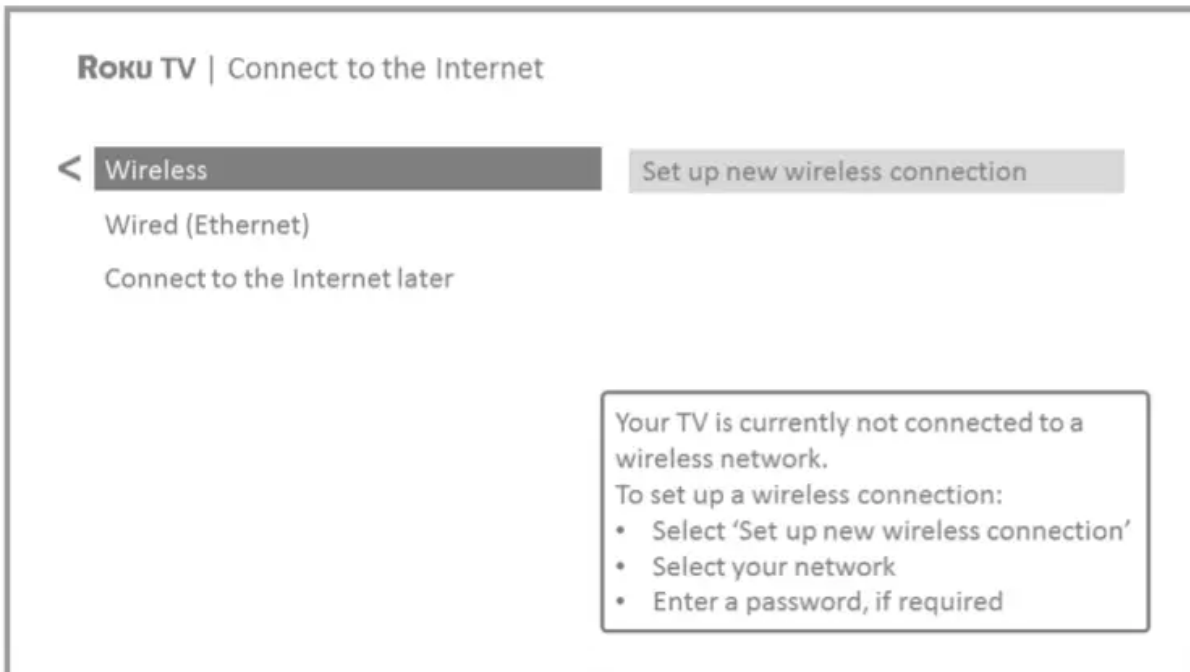 ROKU TV | Connect to the Internet
< Wireless
Set up new wireless connection
Wired (Ethernet)
Connect to the Internet later
Your TV is currently not connected to a
wireless network.
To set up a wireless connection:
• Select ‘Set up new wireless connection’
• Select your network
• Enter a password, if required